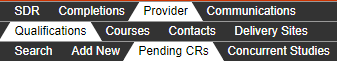 SDR Completions Provider Communications
Qualifications Courses Contacts Delivery Sites
Search Add New Pending CRs Concurrent Studies